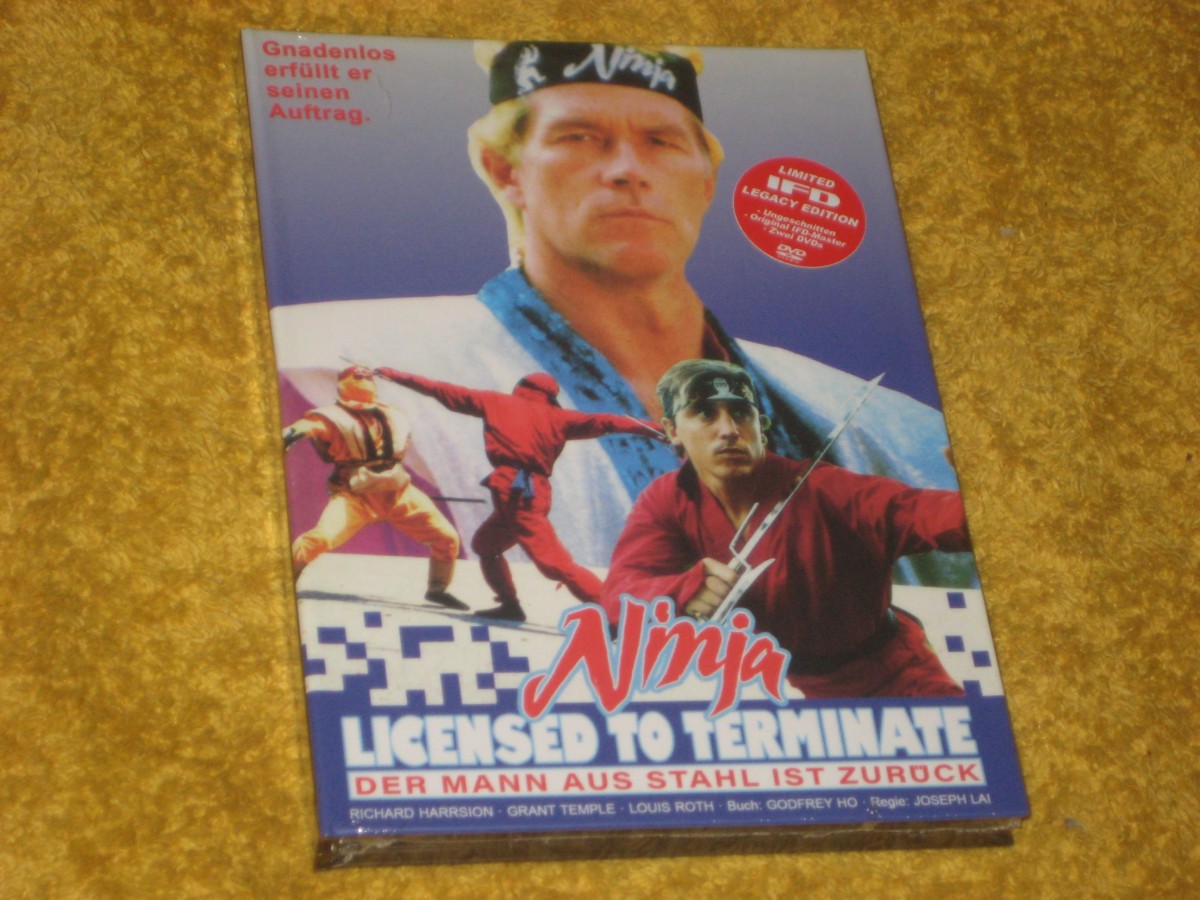 Gnadenlos
erfüllt er
seinen
Auftrag.
Ninja
LIMITED
IFD
LEGACY EDITION
- Ungeschnitten
- Original IFD-Master
- Zwei DVDs
DVD
Ninja
LICENSED TO TERMINATE
DER MANN AUS STAHL IST ZURÜCK
RICHARD HARRSION · GRANT TEMPLE · LOUIS ROTH · Buch: GODFREY HO · Regie: JOSEPH LAI